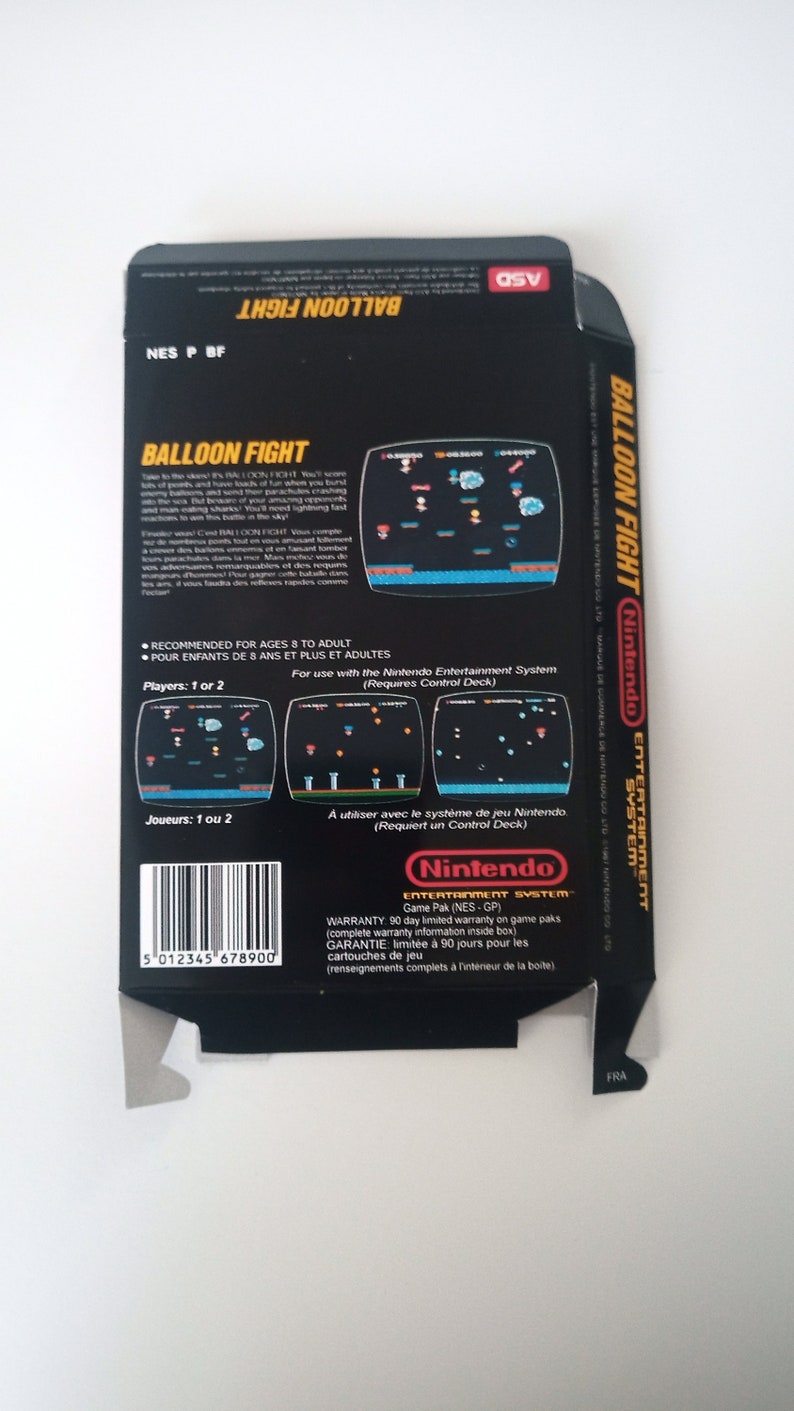 ASD
BALLOON FIGHT
NES P BF
BALLOON FIGHT
Take to the skies! It's BALLOON FIGHT. You'll score
lots of points and have loads of fun when you burst
enemy balloons and send their parachutes crashing
into the sea. But beware of your amazing opponents
and man-eating sharks! You'll need lightning fast
reactions to win this battle in the sky!
Envolez vous! C'est BALLOON FIGHT. Vous compte-
rez de nombreux points tout en vous amusant follement
à crever des ballons ennemis et en faisant tomber
leurs parachutes dans la mer. Mais méfiez-vous de
vos adversaires remarquables et des requins
mangeurs d'hommes! Pour gagner cette bataille dans
les airs, il vous faudra des réflexes rapides comme
l'éclair!
● RECOMMENDED FOR AGES 8 TO ADULT
● POUR ENFANTS DE 8 ANS ET PLUS ET ADULTES
For use with the Nintendo Entertainment System.
(Requires Control Deck)
Players: 1 or 2
Joueurs: 1 ou 2
À utiliser avec le système de jeu Nintendo.
(Requiert un Control Deck)
5 012345 678900
Nintendo
ENTERTAINMENT SYSTEM™
Game Pak (NES - GP)
WARRANTY: 90 day limited warranty on game paks
(complete warranty information inside box).
GARANTIE: limitée à 90 jours pour les
cartouches de jeu
(renseignements complets à l'intérieur de la boîte).
BALLOON FIGHT
Nintendo
ENTERTAINMENT
SYSTEM™
FRA